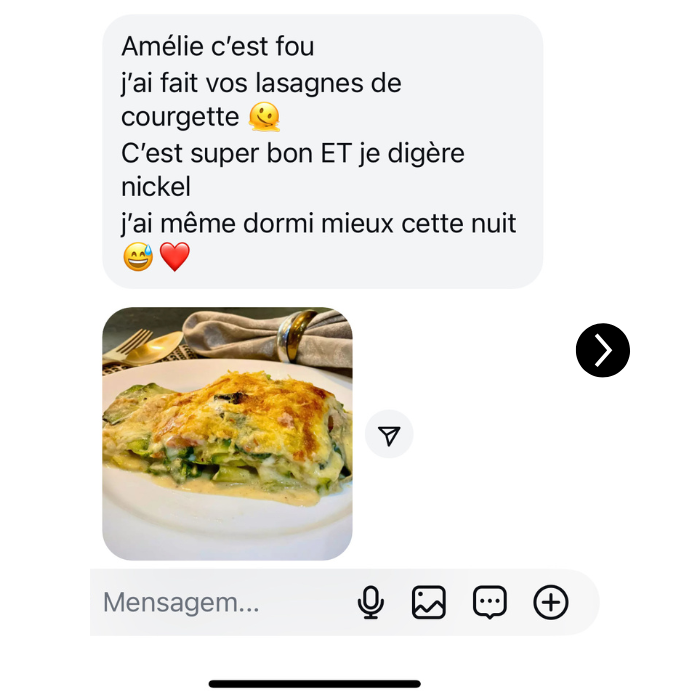 Amélie c’est fou
j’ai fait vos lasagnes de
courgette 🫠
C’est super bon ET je digère
nickel
j’ai même dormi mieux cette nuit
😅❤️
Mensagem...